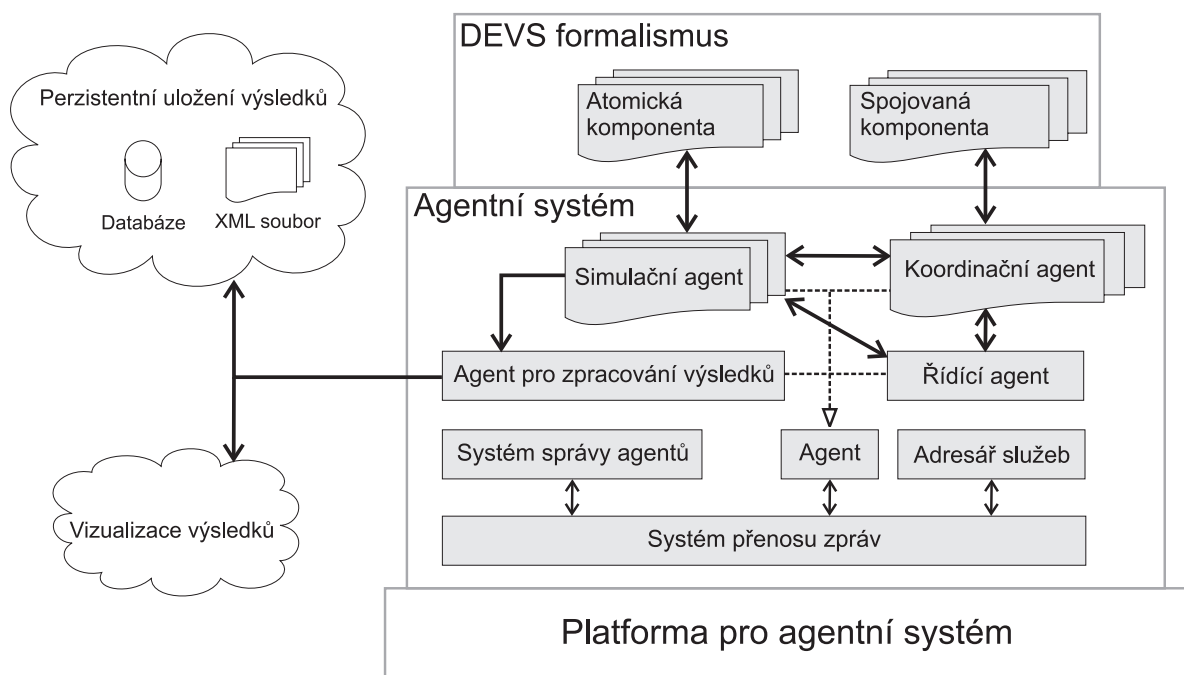 DEVS formalismus
Perzistentní uložení výsledků
Atomická
komponenta
Spojovaná
komponenta
Databáze
XML soubor
Agentní systém
Simulační agent
Koordinační agent
Agent pro zpracování výsledků
Řídící agent
Systém správy agentů
Agent
Adresář služeb
Vizualizace výsledků
Systém přenosu zpráv
Platforma pro agentní systém